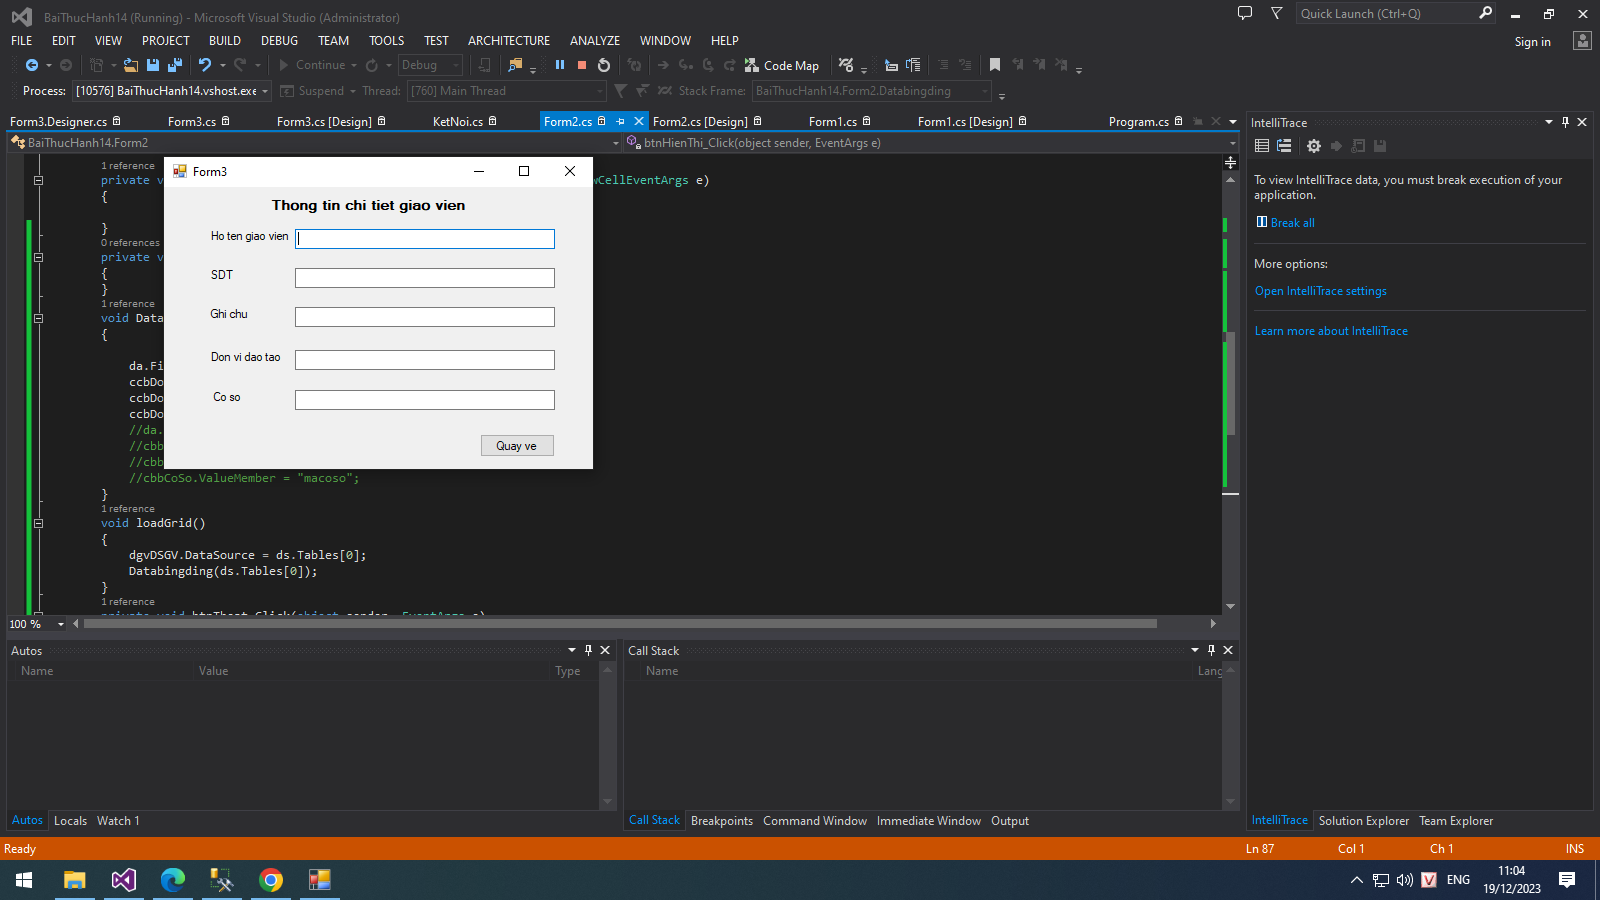 BaiThucHanh14 (Running) - Microsoft Visual Studio (Administrator)
Quick Launch (Ctrl+Q)
FILE EDIT VIEW PROJECT BUILD DEBUG TEAM TOOLS TEST ARCHITECTURE ANALYZE WINDOW HELP
Sign in
Continue Debug Code Map
Process: [10576] BaiThucHanh14.vshost.exe Suspend Thread: [760] Main Thread Stack Frame: BaiThucHanh14.Form2.Databingding
Form3.Designer.cs Form3.cs Form3.cs [Design] KetNoi.cs Form2.cs Form2.cs [Design] Form1.cs Form1.cs [Design] Program.cs
BaiThucHanh14.Form2 btnHienThi_Click(object sender, EventArgs e)
1 reference
private v
wCellEventArgs e)
{
}
0 references
private v
{
}
1 reference
void Data
{
da.Fi
ccbDo
ccbDo
ccbDo
//da.
//cbb
//cbb
//cbbCoSo.ValueMember = "macoso";
}
1 reference
void loadGrid()
{
dgvDSGV.DataSource = ds.Tables[0];
Databingding(ds.Tables[0]);
}
1 reference
private void btnThoat_Click(object sender, EventArgs e)
100 %
Form3
Thong tin chi tiet giao vien
Ho ten giao vien
SDT
Ghi chu
Don vi dao tao
Co so
Quay ve
IntelliTrace
To view IntelliTrace data, you must break execution of your
application.
Break all
More options:
Open IntelliTrace settings
Learn more about IntelliTrace
Autos
Name Value Type
Autos Locals Watch 1
Call Stack
Name Lang
Call Stack Breakpoints Command Window Immediate Window Output
IntelliTrace Solution Explorer Team Explorer
Ready Ln 87 Col 1 Ch 1 INS
V ENG
11:04
19/12/2023